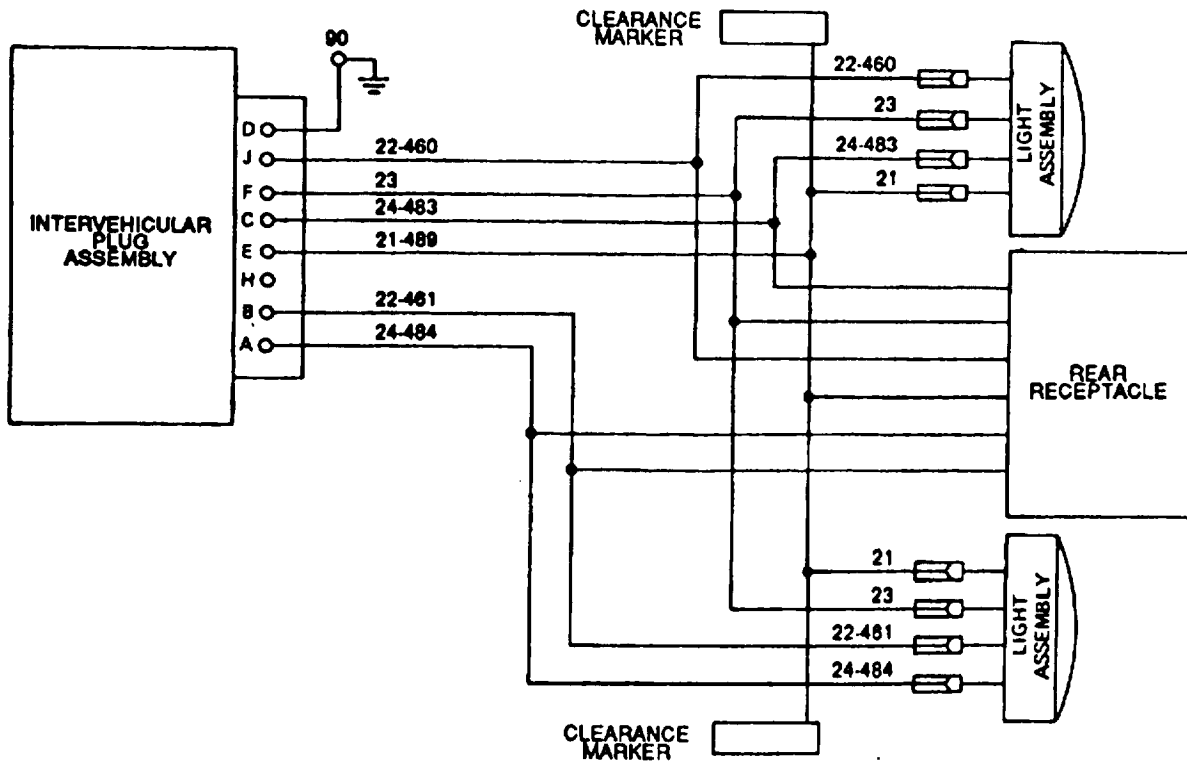 CLEARANCE
MARKER
90
22-460
23
24-483
21
LIGHT
ASSEMBLY
INTERVEHICULAR
PLUG
ASSEMBLY
D
J
F
C
E
H
B
A
22-460
23
24-483
21-489
22-461
24-484
REAR
RECEPTACLE
21
23
22-461
24-484
LIGHT
ASSEMBLY
CLEARANCE
MARKER